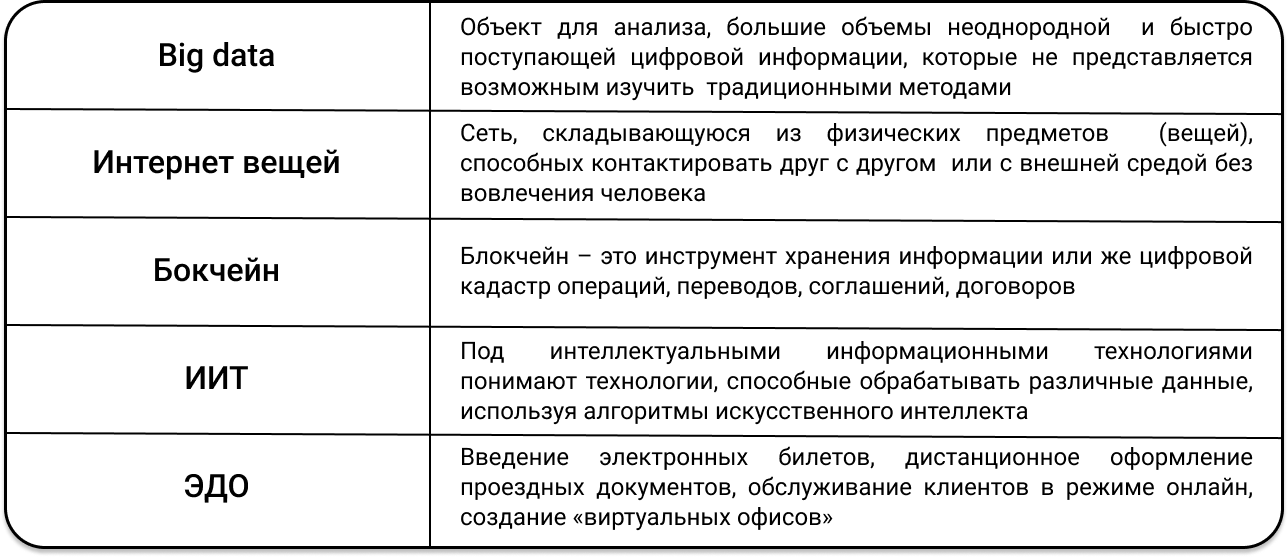 Big data
Объект для анализа, большие объемы неоднородной и быстро
поступающей цифровой информации, которые не представляется
возможным изучить традиционными методами
Интернет вещей
Сеть, складывающуюся из физических предметов (вещей),
способных контактировать друг с другом или с внешней средой без
вовлечения человека
Бокчейн
Блокчейн – это инструмент хранения информации или же цифровой
кадастр операций, переводов, соглашений, договоров
ИИТ
Под интеллектуальными информационными технологиями
понимают технологии, способные обрабатывать различные данные,
используя алгоритмы искусственного интеллекта
ЭДО
Введение электронных билетов, дистанционное оформление
проездных документов, обслуживание клиентов в режиме онлайн,
создание «виртуальных офисов»